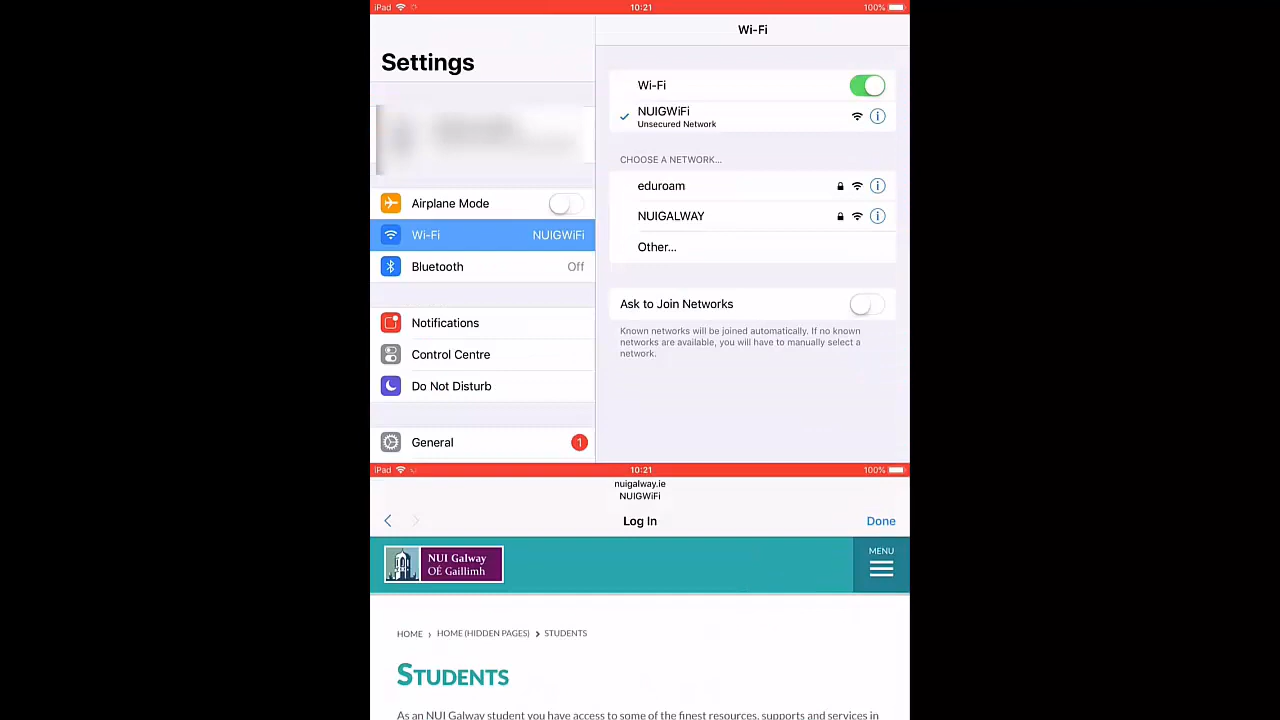 iPad 10:21 100%
Settings
Wi-Fi
Wi-Fi
NUIGWiFi
Unsecured Network
CHOOSE A NETWORK...
eduroam
NUIGALWAY
Other...
Ask to Join Networks
Known networks will be joined automatically. If no known
networks are available, you will have to manually select a
network.
Airplane Mode
Wi-Fi NUIGWiFi
Bluetooth Off
Notifications
Control Centre
Do Not Disturb
General 1
iPad 10:21 100%
nuigalway.ie
NUIGWiFi
Log In Done
NUI Galway
OÉ Gaillimh
MENU
HOME › HOME (HIDDEN PAGES) › STUDENTS
STUDENTS
As an NUI Galway student you have access to some of the finest resources, supports and services in